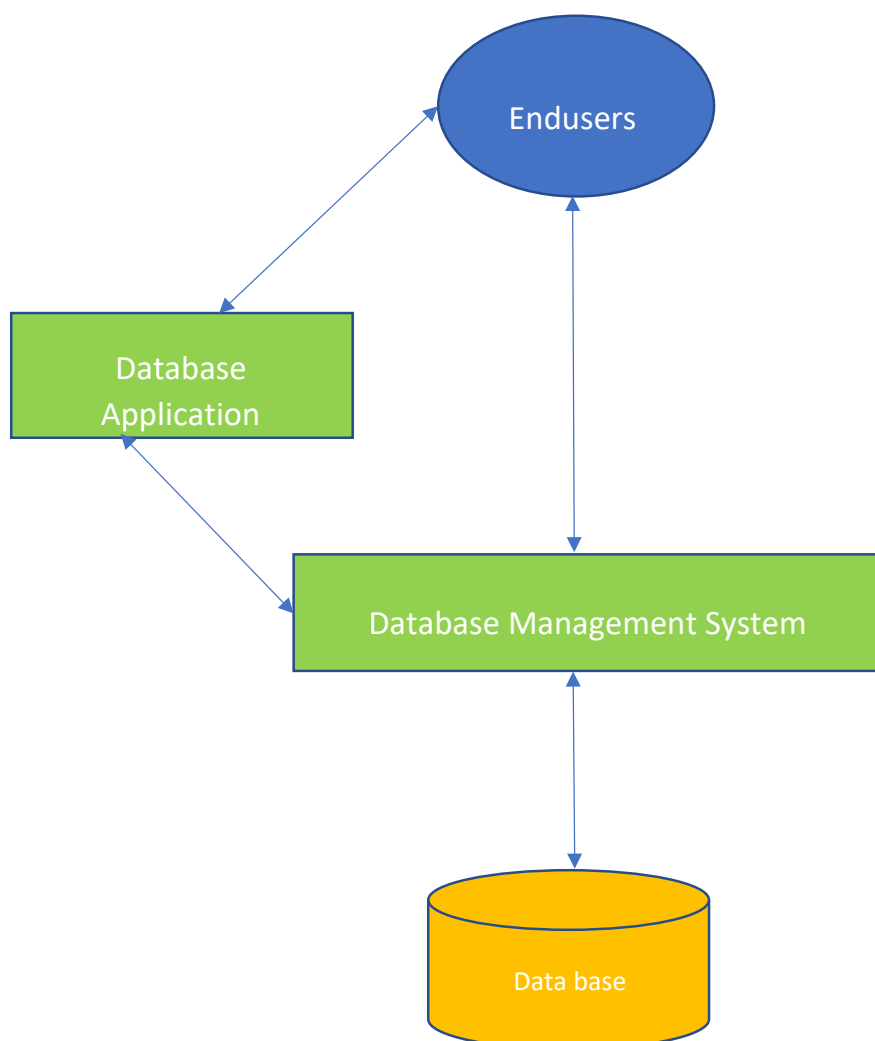 Endusers
Database
Application
Database Management System
Data base